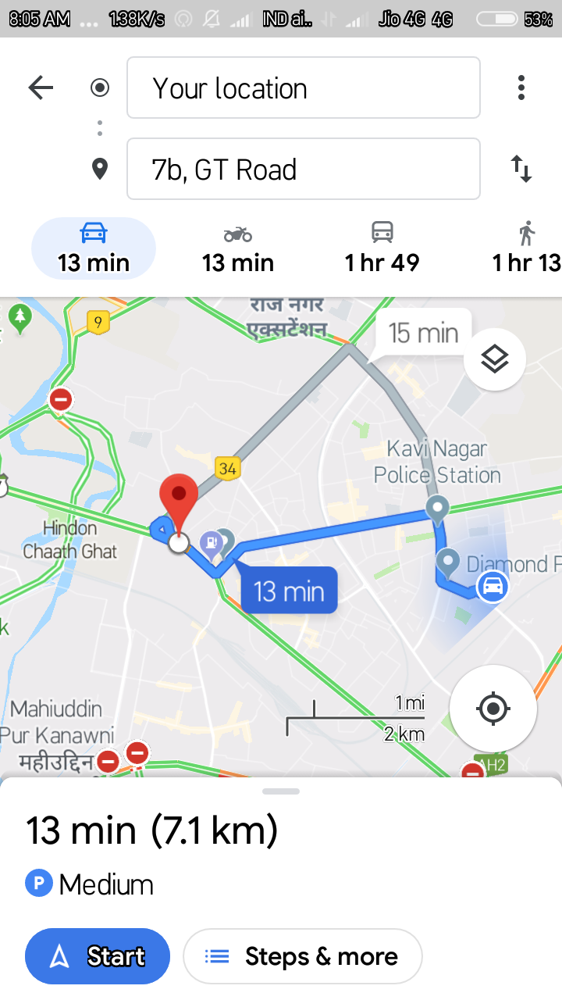 8:05 AM ... 1.38K/s IND ai.. Jio 4G 4G 53%
Your location
7b, GT Road
13 min 13 min 1 hr 49 1 hr 13
राज नगर
एक्सटेंशन
9
15 min
34
Kavi Nagar
Police Station
Hindon
Chaath Ghat
Diamond F
13 min
k
1 mi
2 km
Mahiuddin
Pur Kanawni
महीउद्दिन
AH2
13 min (7.1 km)
P Medium
Start Steps & more